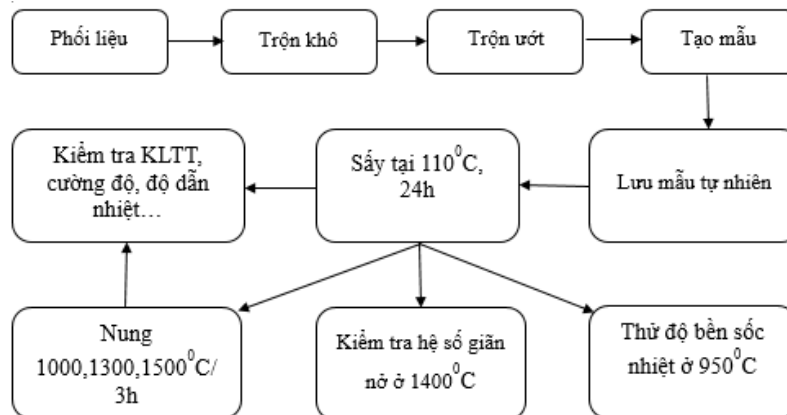 Phối liệu
Trộn khô
Trộn ướt
Tạo mẫu
Kiểm tra KLTT,
cường độ, độ dẫn
nhiệt...
Sấy tại 110⁰C,
24h
Lưu mẫu tự nhiên
Nung
1000,1300,1500⁰C/
3h
Kiểm tra hệ số giãn
nở ở 1400⁰C
Thử độ bền sốc
nhiệt ở 950⁰C